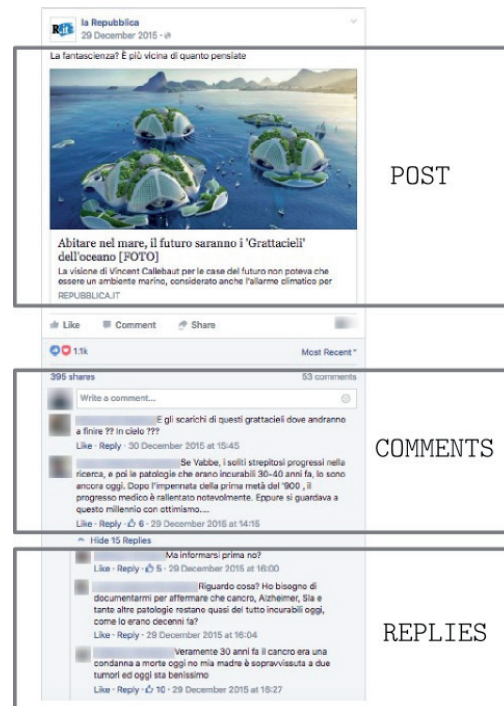 la Repubblica
29 December 2015 ·
La fantascienza? È più vicina di quanto pensiate
Abitare nel mare, il futuro saranno i 'Grattacieli'
dell'oceano [FOTO]
La visione di Vincent Callebaut per le case del futuro non poteva che
essere un ambiente marino, considerato anche l'allarme climatico per
REPUBBLICA.IT
POST
Like Comment Share
1.1k Most Recent
395 shares 53 comments
Write a comment...
E gli scarichi di questi grattacieli dove andranno
a finire ?? In cielo ???
Like · Reply · 30 December 2015 at 15:45
Se Vabbe, i soliti strepitosi progressi nella
ricerca, e poi le patologie che erano incurabili 30-40 anni fa, lo sono
ancora oggi. Dopo l'impennata della prima metà del '900 , il
progresso medico è rallentato notevolmente. Eppure si guardava a
questo millennio con ottimismo....
Like · Reply · 6 · 29 December 2015 at 14:15
COMMENTS
Hide 15 Replies
Ma informarsi prima no?
Like · Reply · 5 · 29 December 2015 at 16:00
Riguardo cosa? Ho bisogno di
documentarmi per affermare che cancro, Alzheimer, Sla e
tante altre patologie restano quasi del tutto incurabili oggi,
come lo erano decenni fa?
Like · Reply · 29 December 2015 at 16:04
Veramente 30 anni fa il cancro era una
condanna a morte oggi no mia madre è sopravvissuta a due
tumori ed oggi sta benissimo
Like · Reply · 10 · 29 December 2015 at 16:27
REPLIES